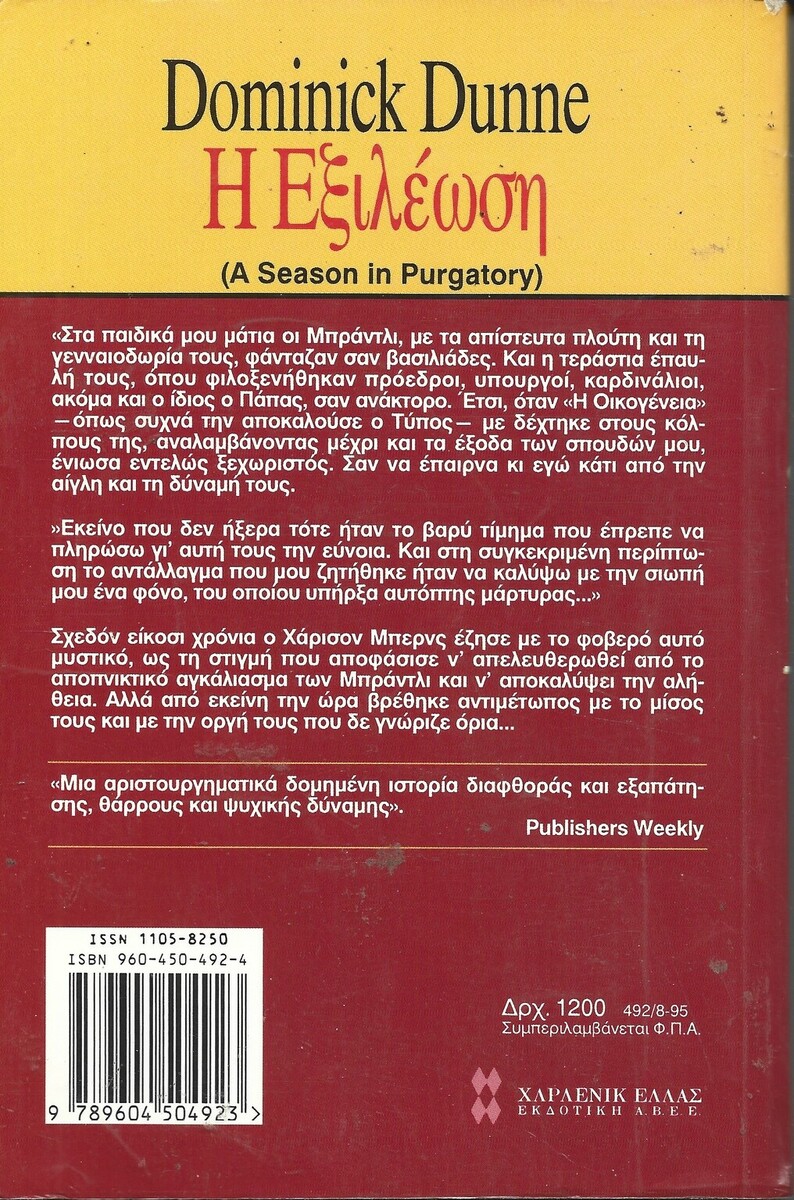 Dominick Dunne
Η Εξιλέωση
(A Season in Purgatory)
«Στα παιδικά μου μάτια οι Μπράντλι, με τα απίστευτα πλούτη και τη
γενναιοδωρία τους, φάνταζαν σαν βασιλιάδες. Και η τεράστια έπαυ-
λή τους, όπου φιλοξενήθηκαν πρόεδροι, υπουργοί, καρδινάλιοι,
ακόμα και ο ίδιος ο Πάπας, σαν ανάκτορο. Έτσι, όταν «Η Οικογένεια»
—όπως συχνά την αποκαλούσε ο Τύπος— με δέχτηκε στους κόλ-
πους της, αναλαμβάνοντας μέχρι και τα έξοδα των σπουδών μου,
ένιωσα εντελώς ξεχωριστός. Σαν να έπαιρνα κι εγώ κάτι από την
αίγλη και τη δύναμή τους.
»Εκείνο που δεν ήξερα τότε ήταν το βαρύ τίμημα που έπρεπε να
πληρώσω γι' αυτή τους την εύνοια. Και στη συγκεκριμένη περίπτω-
ση το αντάλλαγμα που μου ζητήθηκε ήταν να καλύψω με την σιωπή
μου ένα φόνο, του οποίου υπήρξα αυτόπτης μάρτυρας...»
Σχεδόν είκοσι χρόνια ο Χάρισον Μπερνς έζησε με το φοβερό αυτό
μυστικό, ως τη στιγμή που αποφάσισε ν' απελευθερωθεί από το
αποπνικτικό αγκάλιασμα των Μπράντλι και ν' αποκαλύψει την αλή-
θεια. Αλλά από εκείνη την ώρα βρέθηκε αντιμέτωπος με το μίσος
τους και με την οργή τους που δε γνώριζε όρια...
«Μια αριστουργηματικά δομημένη ιστορία διαφθοράς και εξαπάτη-
σης, θάρρους και ψυχικής δύναμης».
Publishers Weekly
ISSN 1105-8250
ISBN 960-450-492-4
9 789604 504923 >
Δρχ. 1200 492/8-95
Συμπεριλαμβάνεται Φ.Π.Α.
ΧΑΡΛΕΝΙΚ ΕΛΛΑΣ
ΕΚΔΟΤΙΚΗ Α.Β.Ε.Ε.